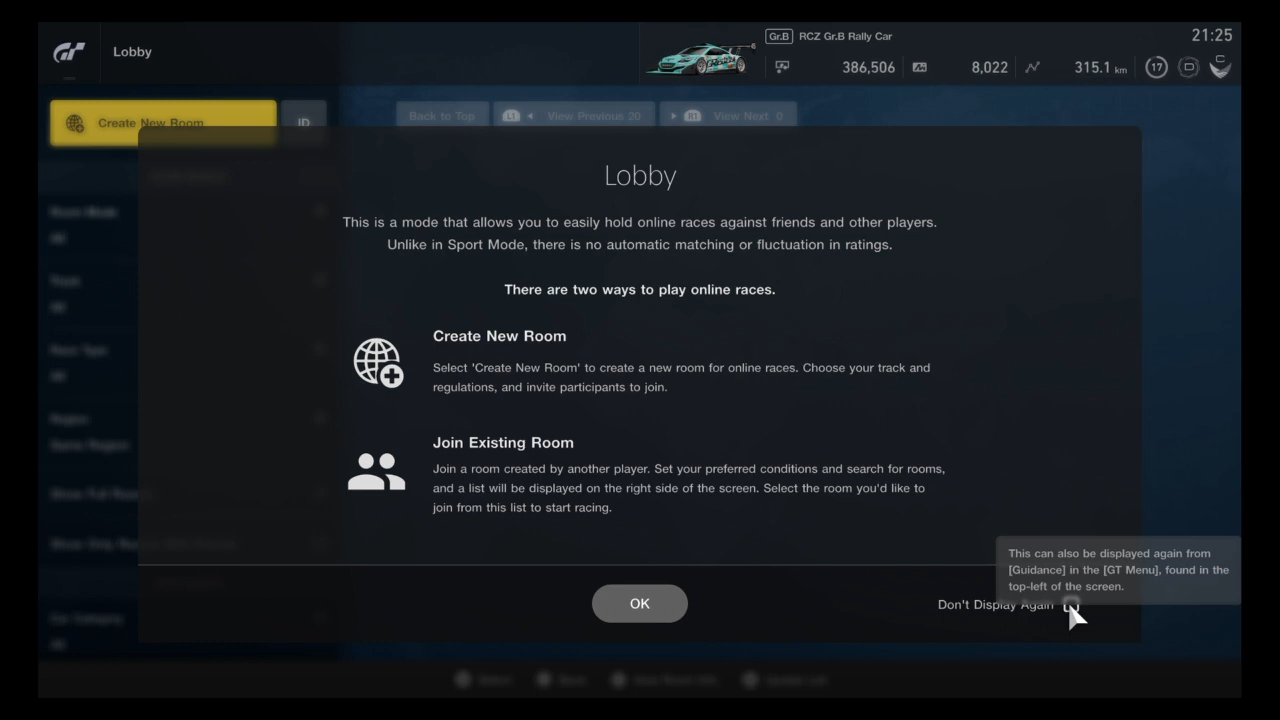 Lobby
Gr.B RCZ Gr.B Rally Car
21:25
386,506
8,022
315.1 km
17
D
C
Create New Room
ID
Back to Top
L1 View Previous 20
R1 View Next 0
Lobby
This is a mode that allows you to easily hold online races against friends and other players.
Unlike in Sport Mode, there is no automatic matching or fluctuation in ratings.
There are two ways to play online races.
Create New Room
Select 'Create New Room' to create a new room for online races. Choose your track and
regulations, and invite participants to join.
Join Existing Room
Join a room created by another player. Set your preferred conditions and search for rooms,
and a list will be displayed on the right side of the screen. Select the room you'd like to
join from this list to start racing.
This can also be displayed again from
[Guidance] in the [GT Menu], found in the
top-left of the screen.
OK
Don't Display Again